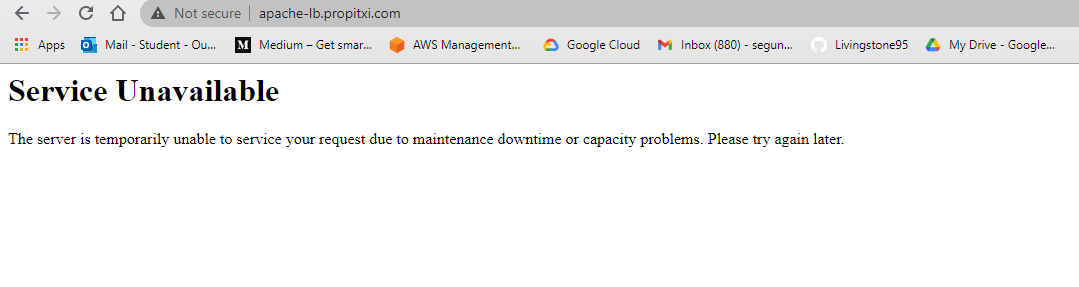 Not secure | apache-lb.propitxi.com
Apps Mail - Student - Ou... M Medium – Get smar... AWS Management... Google Cloud Inbox (880) - segun... Livingstone95 My Drive - Google...
Service Unavailable
The server is temporarily unable to service your request due to maintenance downtime or capacity problems. Please try again later.